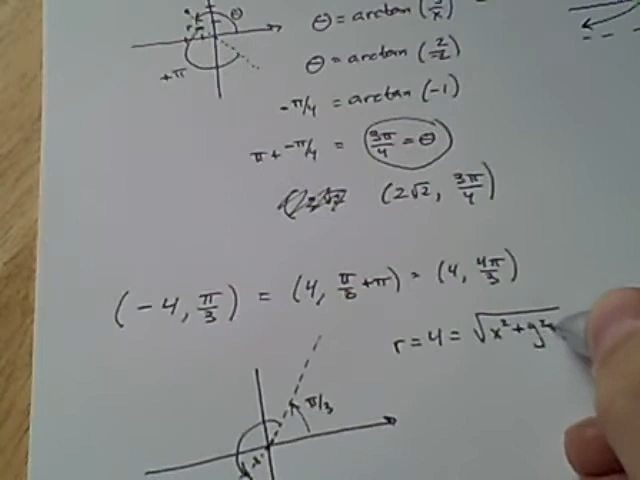 θ
θ = arctan (y/x)
+π
θ = arctan (2/-2)
-π/4 = arctan (-1)
π + -π/4 = 3π/4 = θ
(2√2, 3π/4)
(-4, π/3) = (4, π/3 + π) = (4, 4π/3)
r = 4 = √x² + y²
π/3